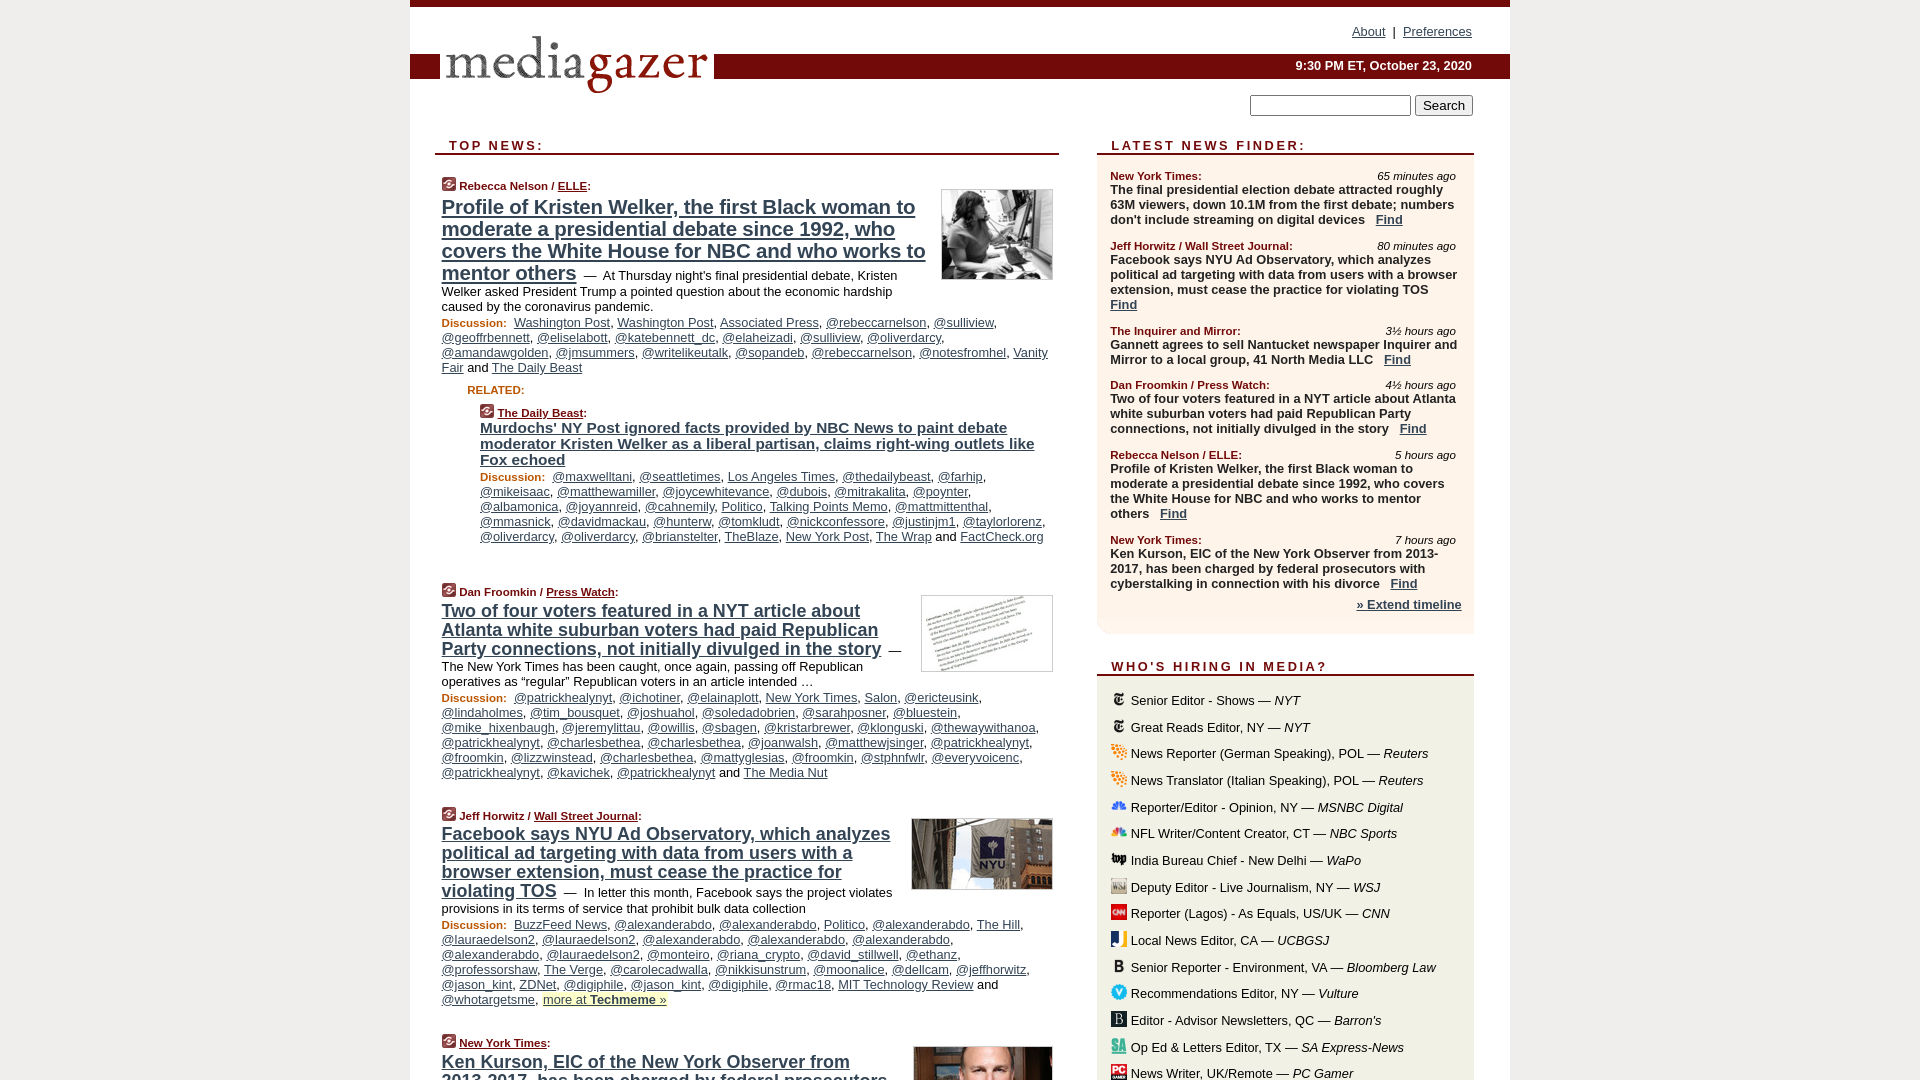 About | Preferences
mediagazer
9:30 PM ET, October 23, 2020
Search
TOP NEWS:
Rebecca Nelson / ELLE:
Profile of Kristen Welker, the first Black woman to
moderate a presidential debate since 1992, who
covers the White House for NBC and who works to
mentor others — At Thursday night's final presidential debate, Kristen
Welker asked President Trump a pointed question about the economic hardship
caused by the coronavirus pandemic.
Discussion: Washington Post, Washington Post, Associated Press, @rebeccarnelson, @sulliview,
@geoffrbennett, @eliselabott, @katebennett_dc, @elaheizadi, @sulliview, @oliverdarcy,
@amandawgolden, @jmsummers, @writelikeutalk, @sopandeb, @rebeccarnelson, @notesfromhel, Vanity
Fair and The Daily Beast
RELATED:
The Daily Beast:
Murdochs' NY Post ignored facts provided by NBC News to paint debate
moderator Kristen Welker as a liberal partisan, claims right-wing outlets like
Fox echoed
Discussion: @maxwelltani, @seattletimes, Los Angeles Times, @thedailybeast, @farhip,
@mikeisaac, @matthewamiller, @joycewhitevance, @dubois, @mitrakalita, @poynter,
@albamonica, @joyannreid, @cahnemily, Politico, Talking Points Memo, @mattmittenthal,
@mmasnick, @davidmackau, @hunterw, @tomkludt, @nickconfessore, @justinjm1, @taylorlorenz,
@oliverdarcy, @oliverdarcy, @brianstelter, TheBlaze, New York Post, The Wrap and FactCheck.org
Dan Froomkin / Press Watch:
Two of four voters featured in a NYT article about
Atlanta white suburban voters had paid Republican
Party connections, not initially divulged in the story —
The New York Times has been caught, once again, passing off Republican
operatives as “regular” Republican voters in an article intended …
Discussion: @patrickhealynyt, @ichotiner, @elainaplott, New York Times, Salon, @ericteusink,
@lindaholmes, @tim_bousquet, @joshuahol, @soledadobrien, @sarahposner, @bluestein,
@mike_hixenbaugh, @jeremylittau, @owillis, @sbagen, @kristarbrewer, @klonguski, @thewaywithanoa,
@patrickhealynyt, @charlesbethea, @charlesbethea, @joanwalsh, @matthewjsinger, @patrickhealynyt,
@froomkin, @lizzwinstead, @charlesbethea, @mattyglesias, @froomkin, @stphnfwlr, @everyvoicenc,
@patrickhealynyt, @kavichek, @patrickhealynyt and The Media Nut
Jeff Horwitz / Wall Street Journal:
Facebook says NYU Ad Observatory, which analyzes
political ad targeting with data from users with a
browser extension, must cease the practice for
violating TOS — In letter this month, Facebook says the project violates
provisions in its terms of service that prohibit bulk data collection
NYU
Discussion: BuzzFeed News, @alexanderabdo, @alexanderabdo, Politico, @alexanderabdo, The Hill,
@lauraedelson2, @lauraedelson2, @alexanderabdo, @alexanderabdo, @alexanderabdo,
@alexanderabdo, @lauraedelson2, @monteiro, @riana_crypto, @david_stillwell, @ethanz,
@professorshaw, The Verge, @carolecadwalla, @nikkisunstrum, @moonalice, @dellcam, @jeffhorwitz,
@jason_kint, ZDNet, @digiphile, @jason_kint, @digiphile, @rmac18, MIT Technology Review and
@whotargetsme, more at Techmeme »
New York Times:
Ken Kurson, EIC of the New York Observer from
2013-2017, has been charged by federal prosecutors
LATEST NEWS FINDER:
New York Times: 65 minutes ago
The final presidential election debate attracted roughly
63M viewers, down 10.1M from the first debate; numbers
don't include streaming on digital devices Find
Jeff Horwitz / Wall Street Journal: 80 minutes ago
Facebook says NYU Ad Observatory, which analyzes
political ad targeting with data from users with a browser
extension, must cease the practice for violating TOS
Find
The Inquirer and Mirror: 3½ hours ago
Gannett agrees to sell Nantucket newspaper Inquirer and
Mirror to a local group, 41 North Media LLC Find
Dan Froomkin / Press Watch: 4½ hours ago
Two of four voters featured in a NYT article about Atlanta
white suburban voters had paid Republican Party
connections, not initially divulged in the story Find
Rebecca Nelson / ELLE: 5 hours ago
Profile of Kristen Welker, the first Black woman to
moderate a presidential debate since 1992, who covers
the White House for NBC and who works to mentor
others Find
New York Times: 7 hours ago
Ken Kurson, EIC of the New York Observer from 2013-
2017, has been charged by federal prosecutors with
cyberstalking in connection with his divorce Find
» Extend timeline
WHO'S HIRING IN MEDIA?
Senior Editor - Shows — NYT
Great Reads Editor, NY — NYT
News Reporter (German Speaking), POL — Reuters
News Translator (Italian Speaking), POL — Reuters
Reporter/Editor - Opinion, NY — MSNBC Digital
NFL Writer/Content Creator, CT — NBC Sports
India Bureau Chief - New Delhi — WaPo
Deputy Editor - Live Journalism, NY — WSJ
Reporter (Lagos) - As Equals, US/UK — CNN
Local News Editor, CA — UCBGSJ
Senior Reporter - Environment, VA — Bloomberg Law
Recommendations Editor, NY — Vulture
Editor - Advisor Newsletters, QC — Barron's
Op Ed & Letters Editor, TX — SA Express-News
News Writer, UK/Remote — PC Gamer